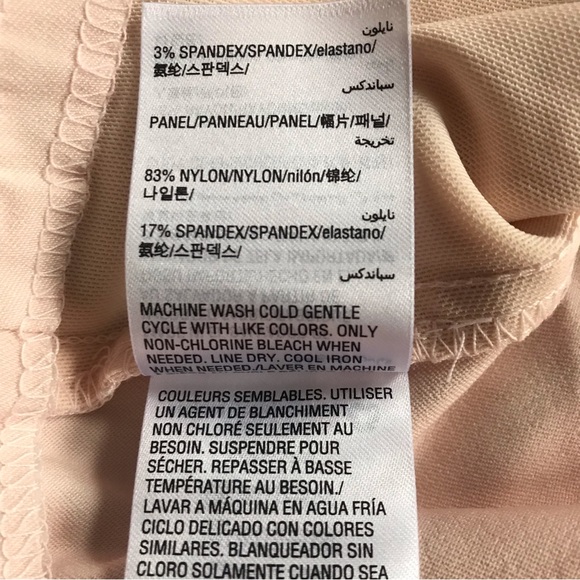 نايلون
3% SPANDEX/SPANDEX/elastano/
氨纶/스판덱스/
سباندكس
PANEL/PANNEAU/PANEL/幅片/패널/
تخريجة
83% NYLON/NYLON/nilón/锦纶/
나일론/
نايلون
17% SPANDEX/SPANDEX/elastano/
氨纶/스판덱스/
سباندكس
MACHINE WASH COLD GENTLE
CYCLE WITH LIKE COLORS. ONLY
NON-CHLORINE BLEACH WHEN
NEEDED. LINE DRY. COOL IRON
WHEN NEEDED./LAVER EN MACHINE
COULEURS SEMBLABLES. UTILISER
UN AGENT DE BLANCHIMENT
NON CHLORÉ SEULEMENT AU
BESOIN. SUSPENDRE POUR
SÉCHER. REPASSER À BASSE
TEMPÉRATURE AU BESOIN./
LAVAR A MÁQUINA EN AGUA FRÍA
CICLO DELICADO CON COLORES
SIMILARES. BLANQUEADOR SIN
CLORO SOLAMENTE CUANDO SEA